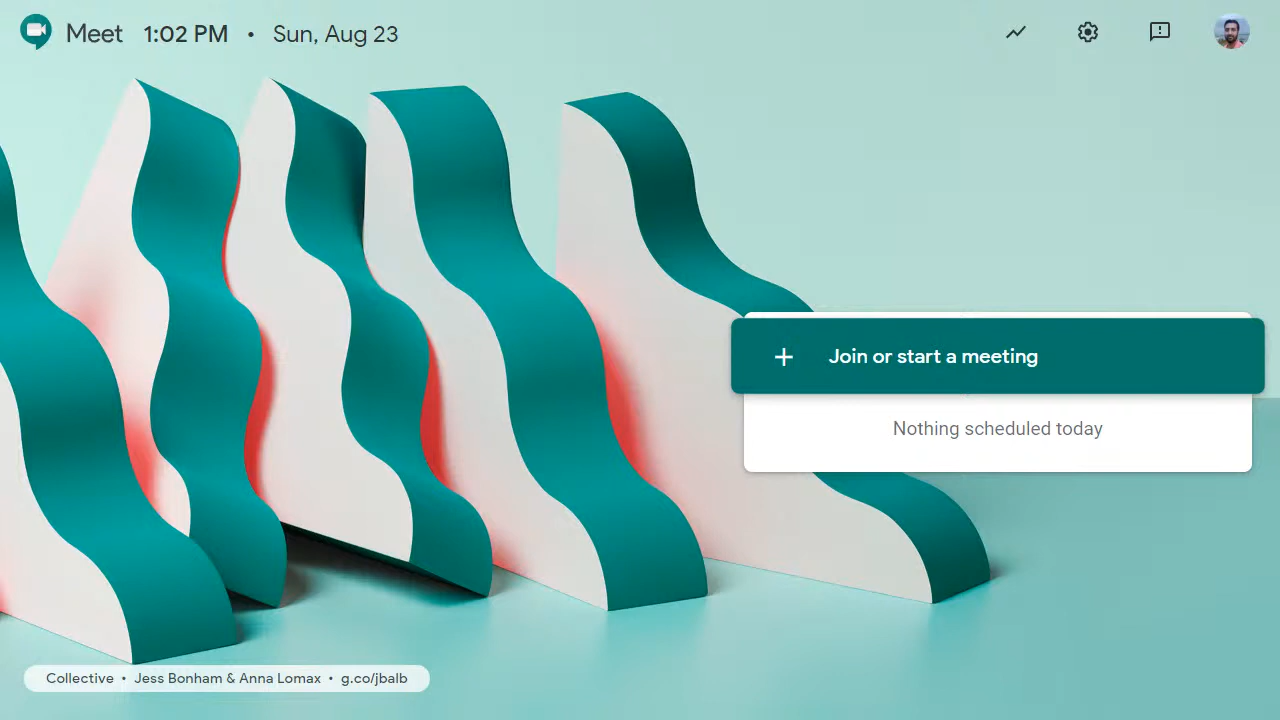 Meet 1:02 PM • Sun, Aug 23
Join or start a meeting
Nothing scheduled today
Collective • Jess Bonham & Anna Lomax • g.co/jbalb